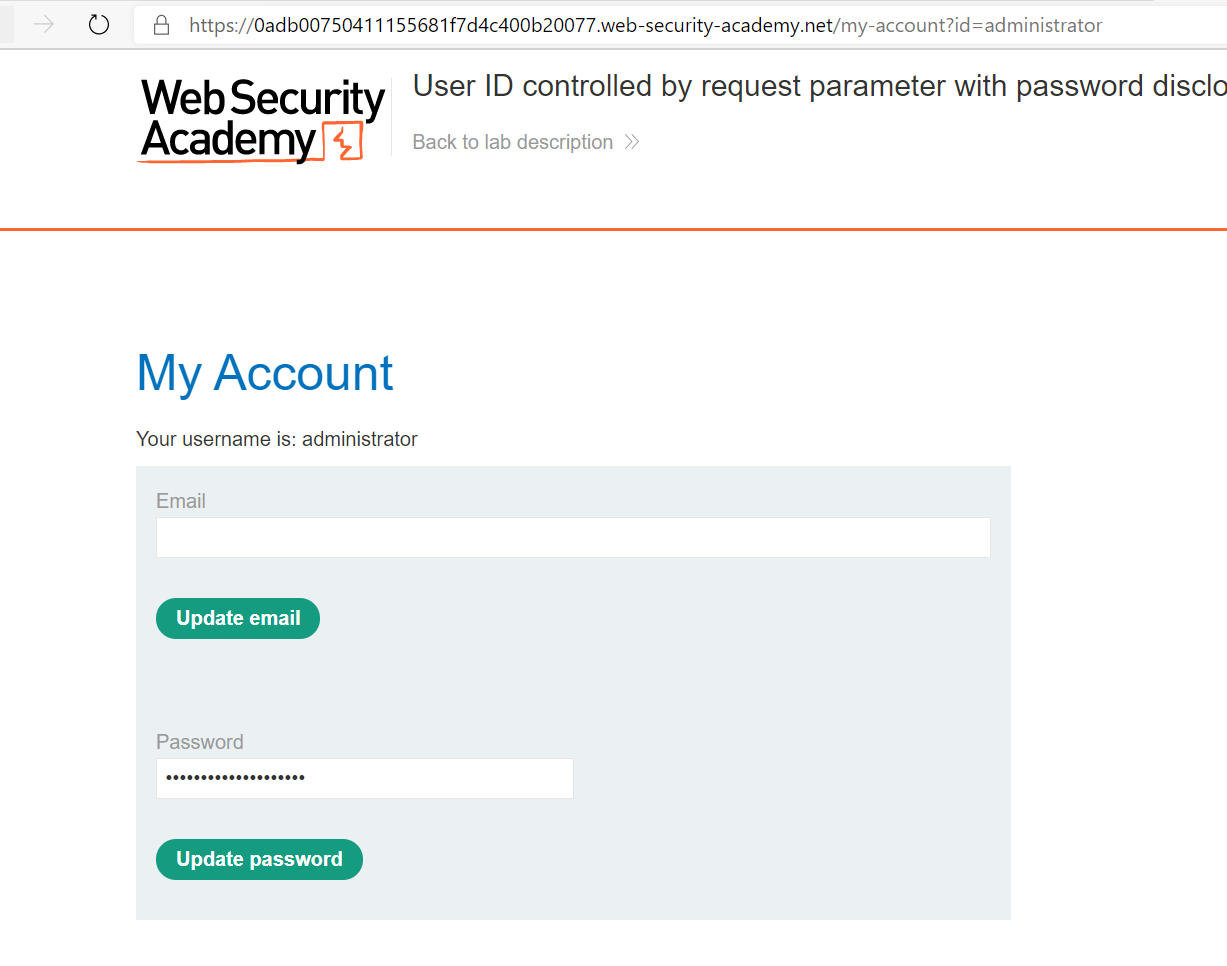 https://0adb00750411155681f7d4c400b20077.web-security-academy.net/my-account?id=administrator
Web Security
Academy
User ID controlled by request parameter with password disclo
Back to lab description
My Account
Your username is: administrator
Email
Update email
Password
••••••••••••••••••••
Update password